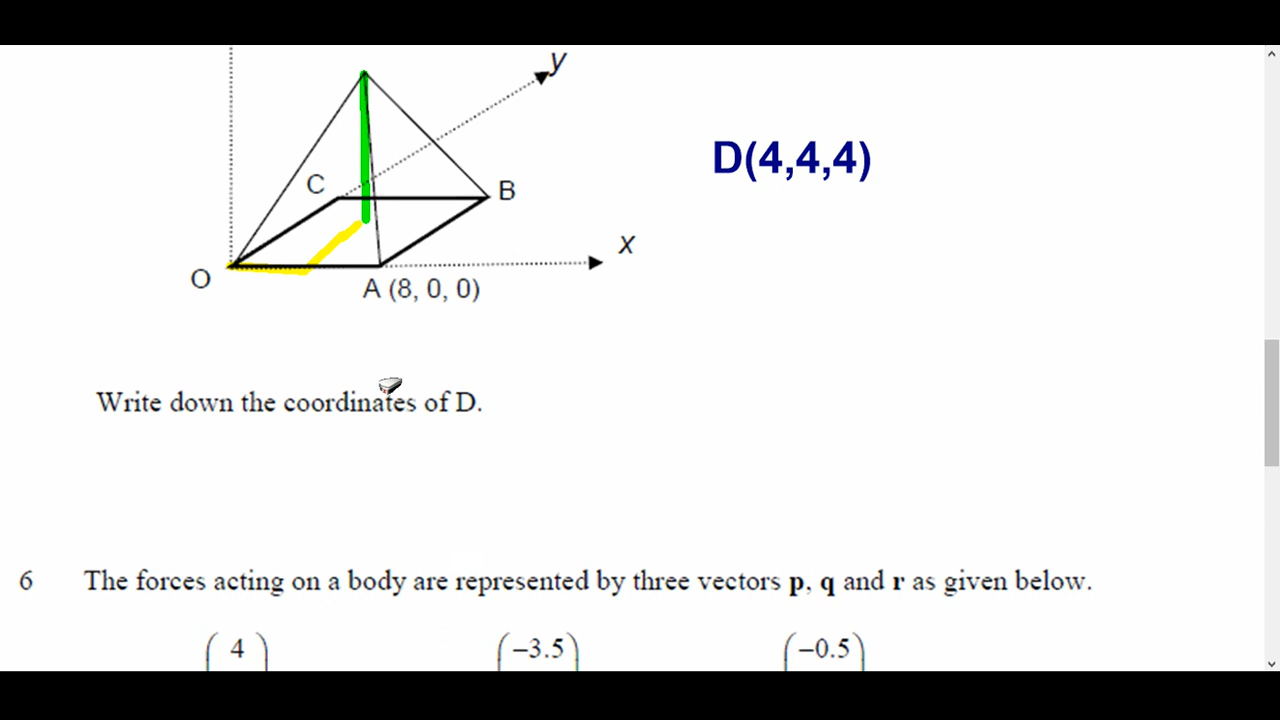 y
D(4,4,4)
C
B
x
O
A (8, 0, 0)
Write down the coordinates of D.
6 The forces acting on a body are represented by three vectors p, q and r as given below.
4 −3.5 −0.5